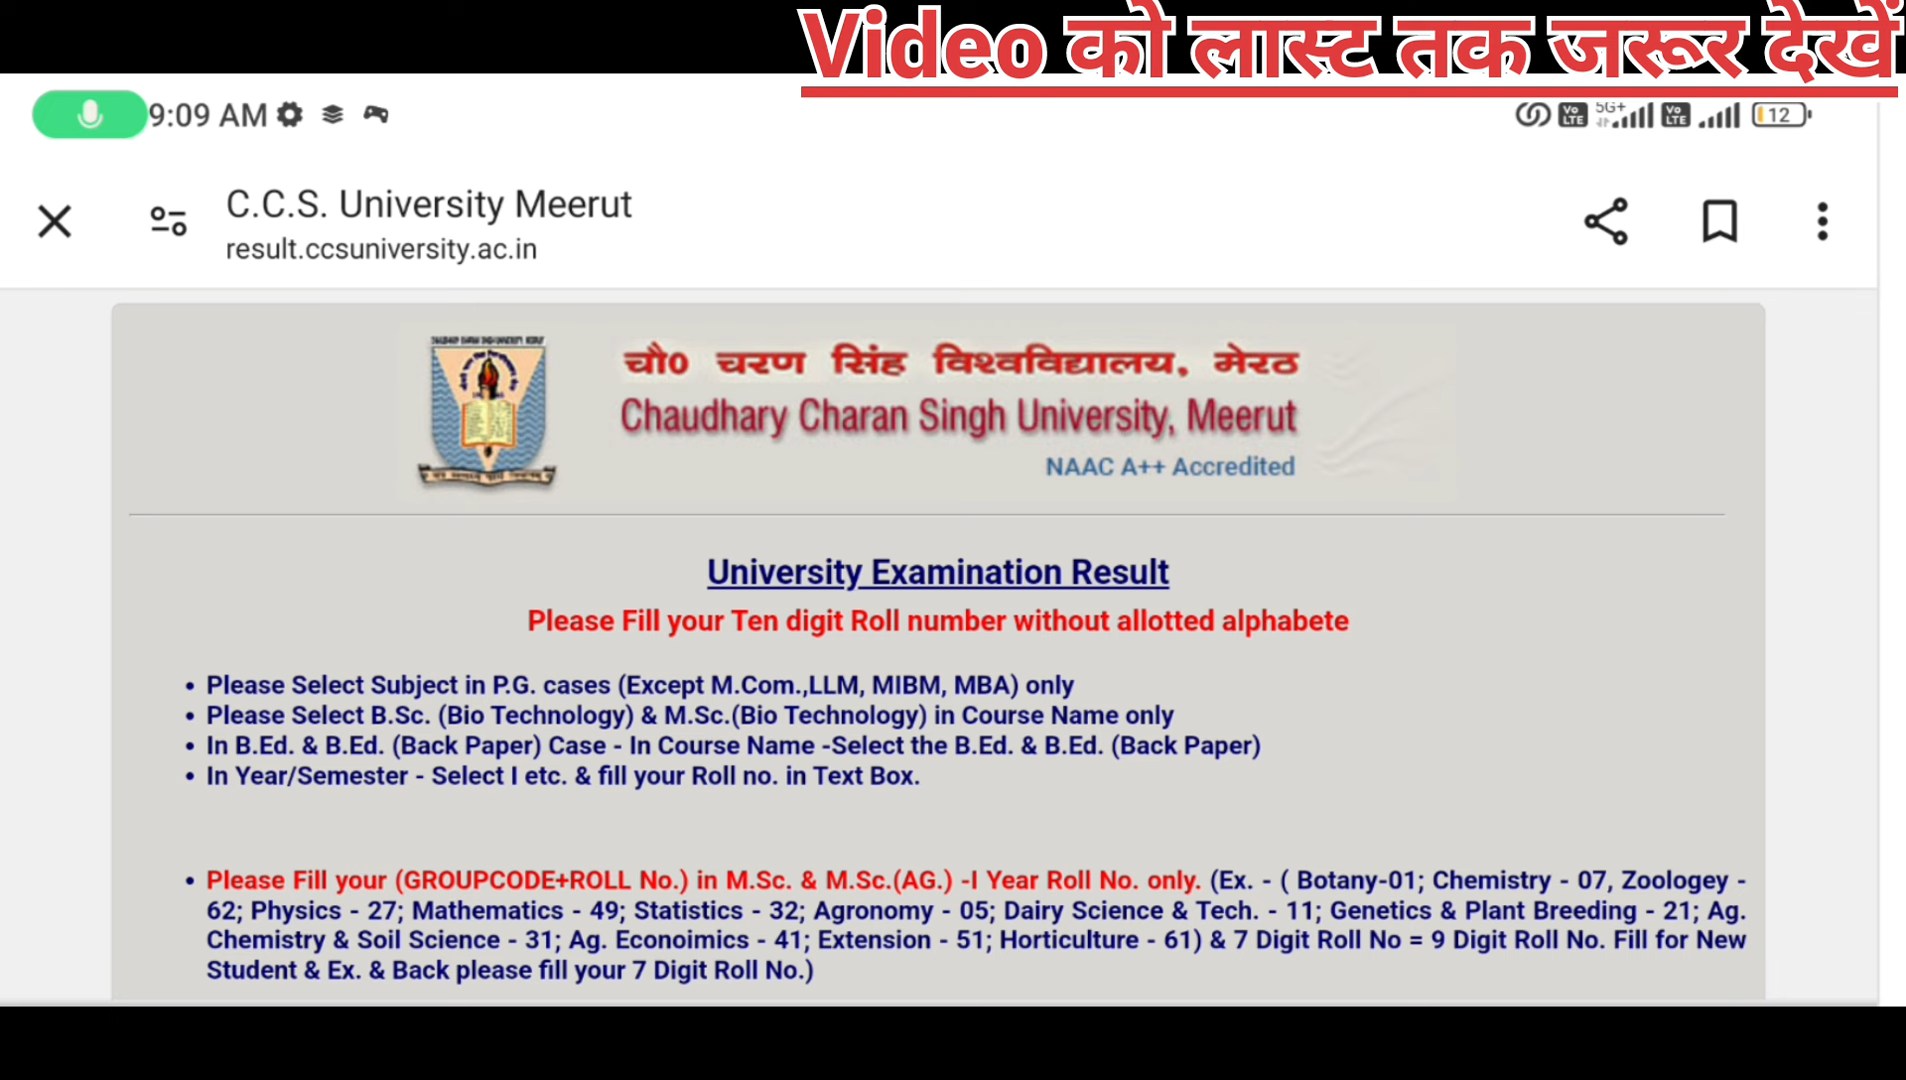 Video को लास्ट तक जरूर देखें
9:09 AM
Vo LTE 5G+ Vo LTE 12
C.C.S. University Meerut
result.ccsuniversity.ac.in
चौ0 चरण सिंह विश्वविद्यालय, मेरठ
Chaudhary Charan Singh University, Meerut
NAAC A++ Accredited
University Examination Result
Please Fill your Ten digit Roll number without allotted alphabete
• Please Select Subject in P.G. cases (Except M.Com.,LLM, MIBM, MBA) only
• Please Select B.Sc. (Bio Technology) & M.Sc.(Bio Technology) in Course Name only
• In B.Ed. & B.Ed. (Back Paper) Case - In Course Name -Select the B.Ed. & B.Ed. (Back Paper)
• In Year/Semester - Select I etc. & fill your Roll no. in Text Box.
• Please Fill your (GROUPCODE+ROLL No.) in M.Sc. & M.Sc.(AG.) -I Year Roll No. only. (Ex. - ( Botany-01; Chemistry - 07, Zoologey -
62; Physics - 27; Mathematics - 49; Statistics - 32; Agronomy - 05; Dairy Science & Tech. - 11; Genetics & Plant Breeding - 21; Ag.
Chemistry & Soil Science - 31; Ag. Econoimics - 41; Extension - 51; Horticulture - 61) & 7 Digit Roll No = 9 Digit Roll No. Fill for New
Student & Ex. & Back please fill your 7 Digit Roll No.)